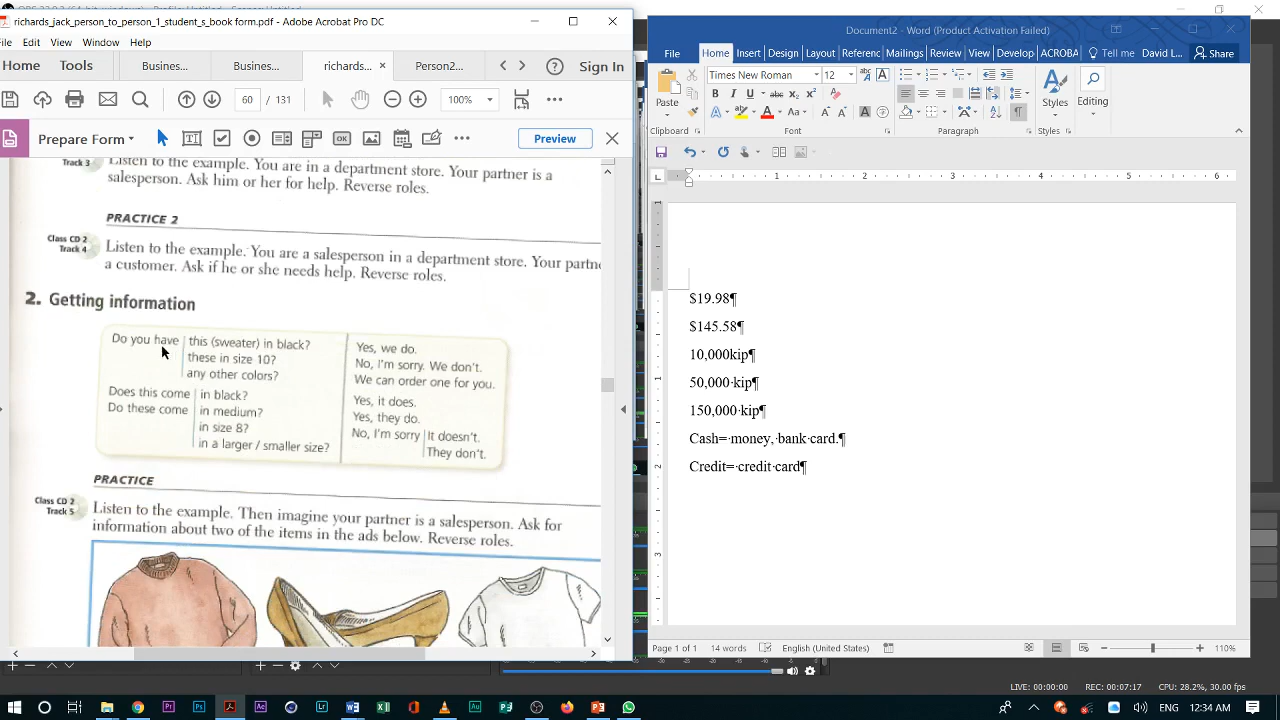 richards_jack_person_to_person_1_student_s_book form.pdf - Adobe Acrobat Pro DC
File Edit View Window Help
Home Tools Busines... Busines... richards... × Person2... Sign In
60 / 131 100%
Prepare Form Preview
Track 3
Listen to the example. You are in a department store. Your partner is a
salesperson. Ask him or her for help. Reverse roles.
PRACTICE 2
Class CD 2
Track 4
Listen to the example. You are a salesperson in a department store. Your partne
a customer. Ask if he or she needs help. Reverse roles.
2. Getting information
Do you have this (sweater) in black? Yes, we do.
these in size 10? No, I'm sorry. We don't.
any other colors? We can order one for you.
Does this come in black? Yes, it does.
Do these come in medium? Yes, they do.
in size 8? No, I'm sorry It doesn't.
in a larger / smaller size? They don't.
PRACTICE
Class CD 2
Track 5
Listen to the example. Then imagine your partner is a salesperson. Ask for
information about two of the items in the ads below. Reverse roles.
Document2 - Word (Product Activation Failed)
File Home Insert Design Layout Referenc Mailings Review View Develop ACROBA Tell me David L... Share
Times New Roman 12
Paste Styles Editing
Clipboard Font Paragraph Styles
1 2 3 4 5 6
$19.98¶
$145.58¶
10,000kip¶
50,000·kip¶
150,000·kip¶
Cash=·money,·bank·card.¶
Credit=·credit·card¶
Page 1 of 1 14 words English (United States) 110%
LIVE: 00:00:00 REC: 00:07:17 CPU: 28.2%, 30.00 fps
12:34 AM